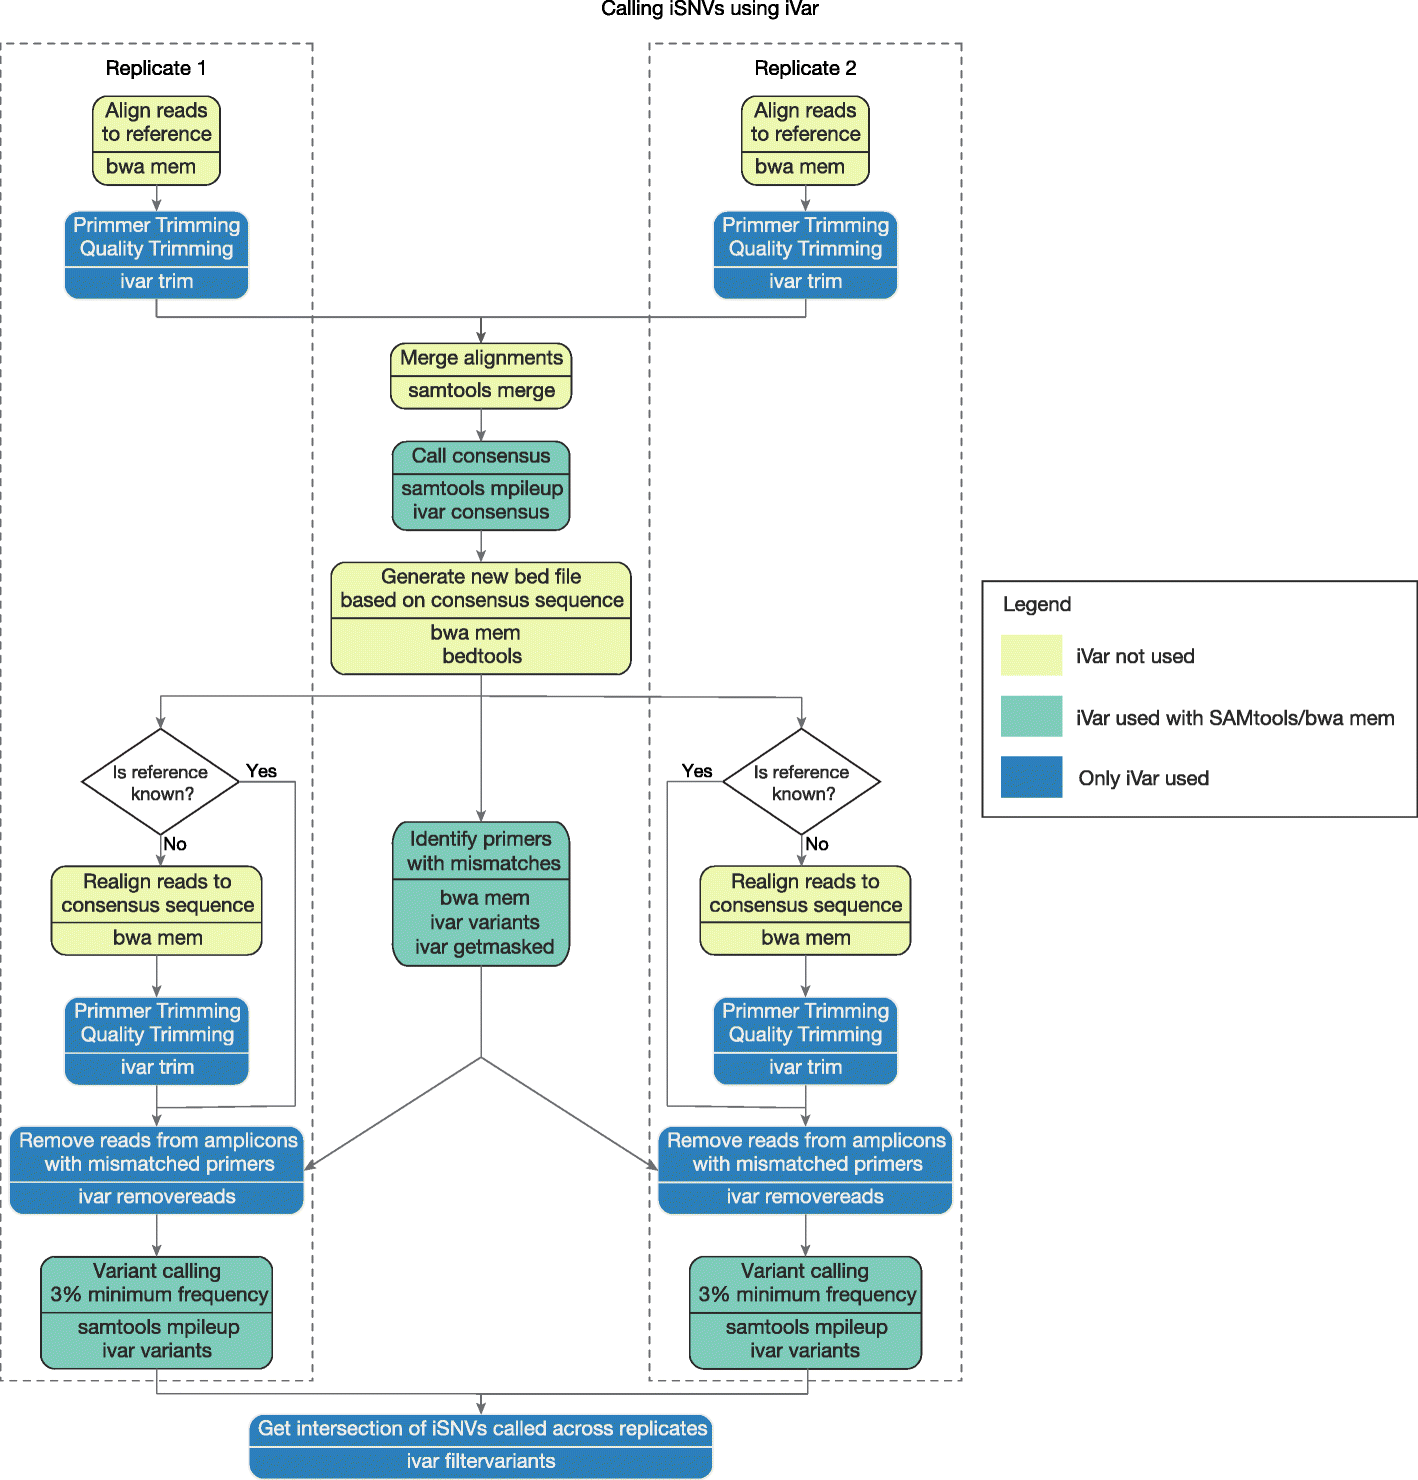 Calling iSNVs using iVar
Replicate 1
Align reads
to reference
bwa mem
Primmer Trimming
Quality Trimming
ivar trim
Replicate 2
Align reads
to reference
bwa mem
Primmer Trimming
Quality Trimming
ivar trim
Merge alignments
samtools merge
Call consensus
samtools mpileup
ivar consensus
Generate new bed file
based on consensus sequence
bwa mem
bedtools
Is reference
known?
Yes
No
Realign reads to
consensus sequence
bwa mem
Primmer Trimming
Quality Trimming
ivar trim
Remove reads from amplicons
with mismatched primers
ivar removereads
Variant calling
3% minimum frequency
samtools mpileup
ivar variants
Identify primers
with mismatches
bwa mem
ivar variants
ivar getmasked
Yes
Is reference
known?
No
Realign reads to
consensus sequence
bwa mem
Primmer Trimming
Quality Trimming
ivar trim
Remove reads from amplicons
with mismatched primers
ivar removereads
Variant calling
3% minimum frequency
samtools mpileup
ivar variants
Get intersection of iSNVs called across replicates
ivar filtervariants
Legend
iVar not used
iVar used with SAMtools/bwa mem
Only iVar used